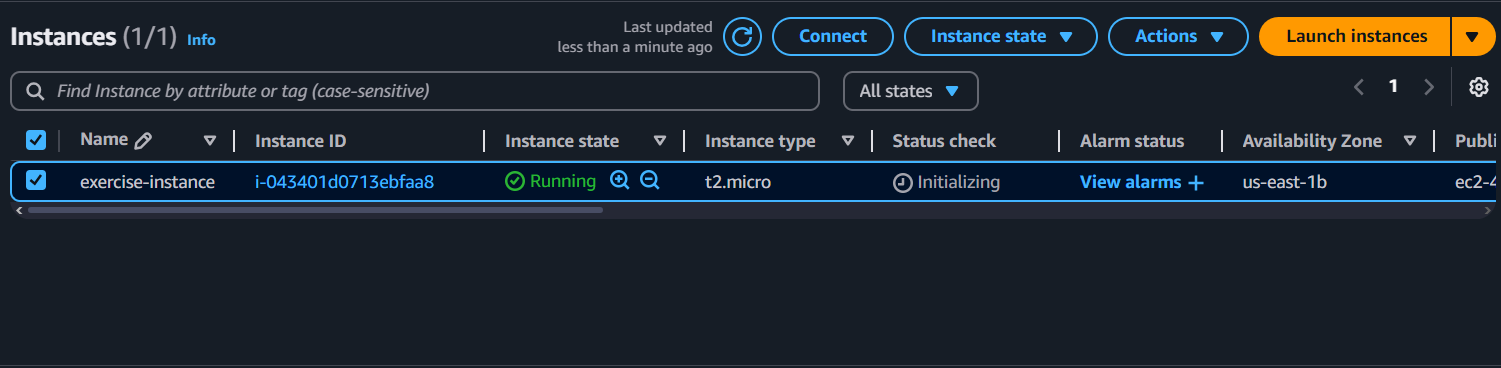 Instances (1/1) Info
Last updated
less than a minute ago
Connect
Instance state
Actions
Launch instances
Find Instance by attribute or tag (case-sensitive)
All states
1
Name Instance ID Instance state Instance type Status check Alarm status Availability Zone Publi
exercise-instance i-043401d0713ebfaa8 Running t2.micro Initializing View alarms + us-east-1b ec2-4